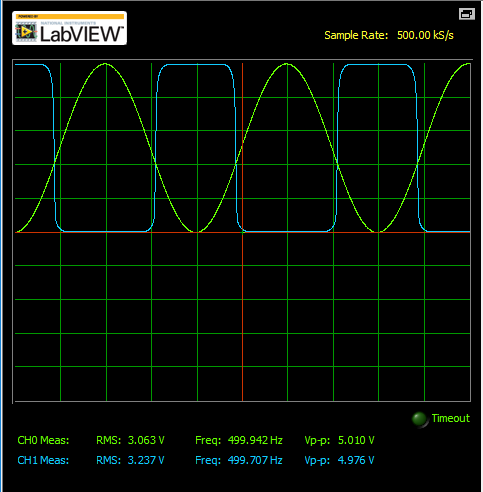 POWERED BY
NATIONAL INSTRUMENTS
LabVIEW™
Sample Rate: 500.00 kS/s
Timeout
CH0 Meas: RMS: 3.063 V Freq: 499.942 Hz Vp-p: 5.010 V
CH1 Meas: RMS: 3.237 V Freq: 499.707 Hz Vp-p: 4.976 V